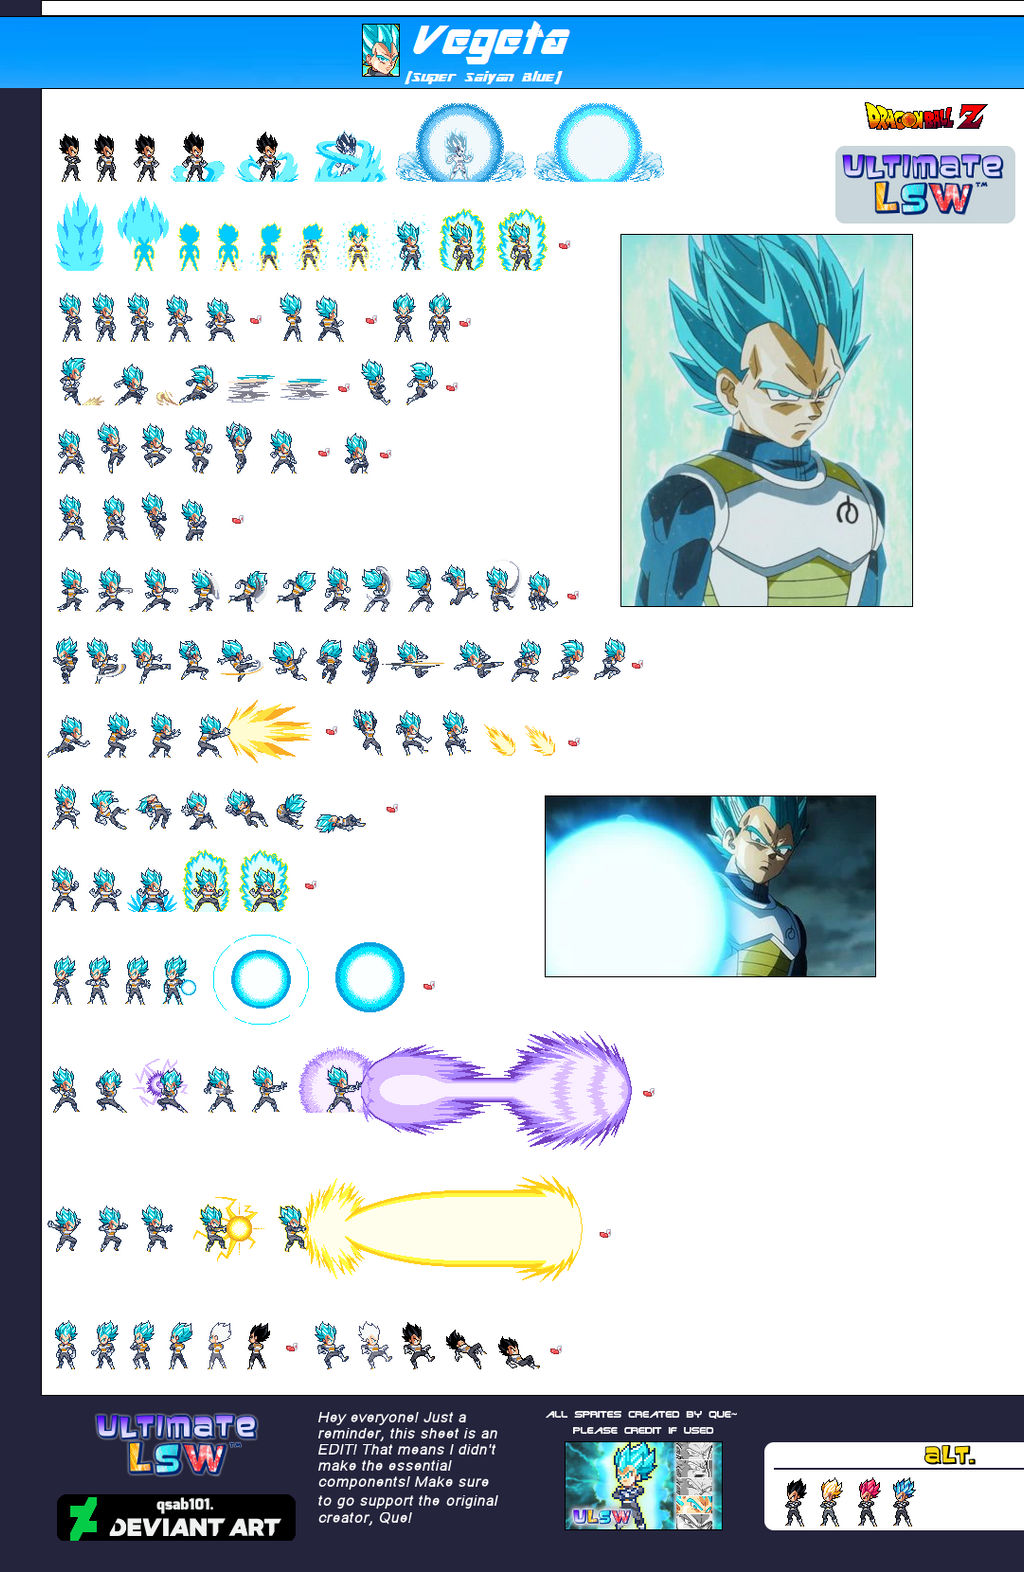 Vegeta
[Super Saiyan Blue]
DRAGON BALL Z
ULTIMATE
LSW™
ULTIMATE
LSW™
qsab101.
DEVIANT ART
Hey everyone! Just a
reminder, this sheet is an
EDIT! That means I didn't
make the essential
components! Make sure
to go support the original
creator, Que!
ALL SPRITES CREATED BY QUE~
PLEASE CREDIT IF USED
ULSW
ALT.